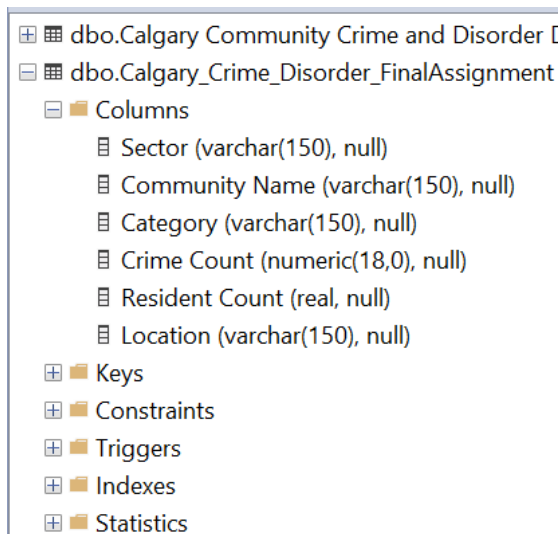 dbo.Calgary Community Crime and Disorder D
dbo.Calgary_Crime_Disorder_FinalAssignment
Columns
Sector (varchar(150), null)
Community Name (varchar(150), null)
Category (varchar(150), null)
Crime Count (numeric(18,0), null)
Resident Count (real, null)
Location (varchar(150), null)
Keys
Constraints
Triggers
Indexes
Statistics